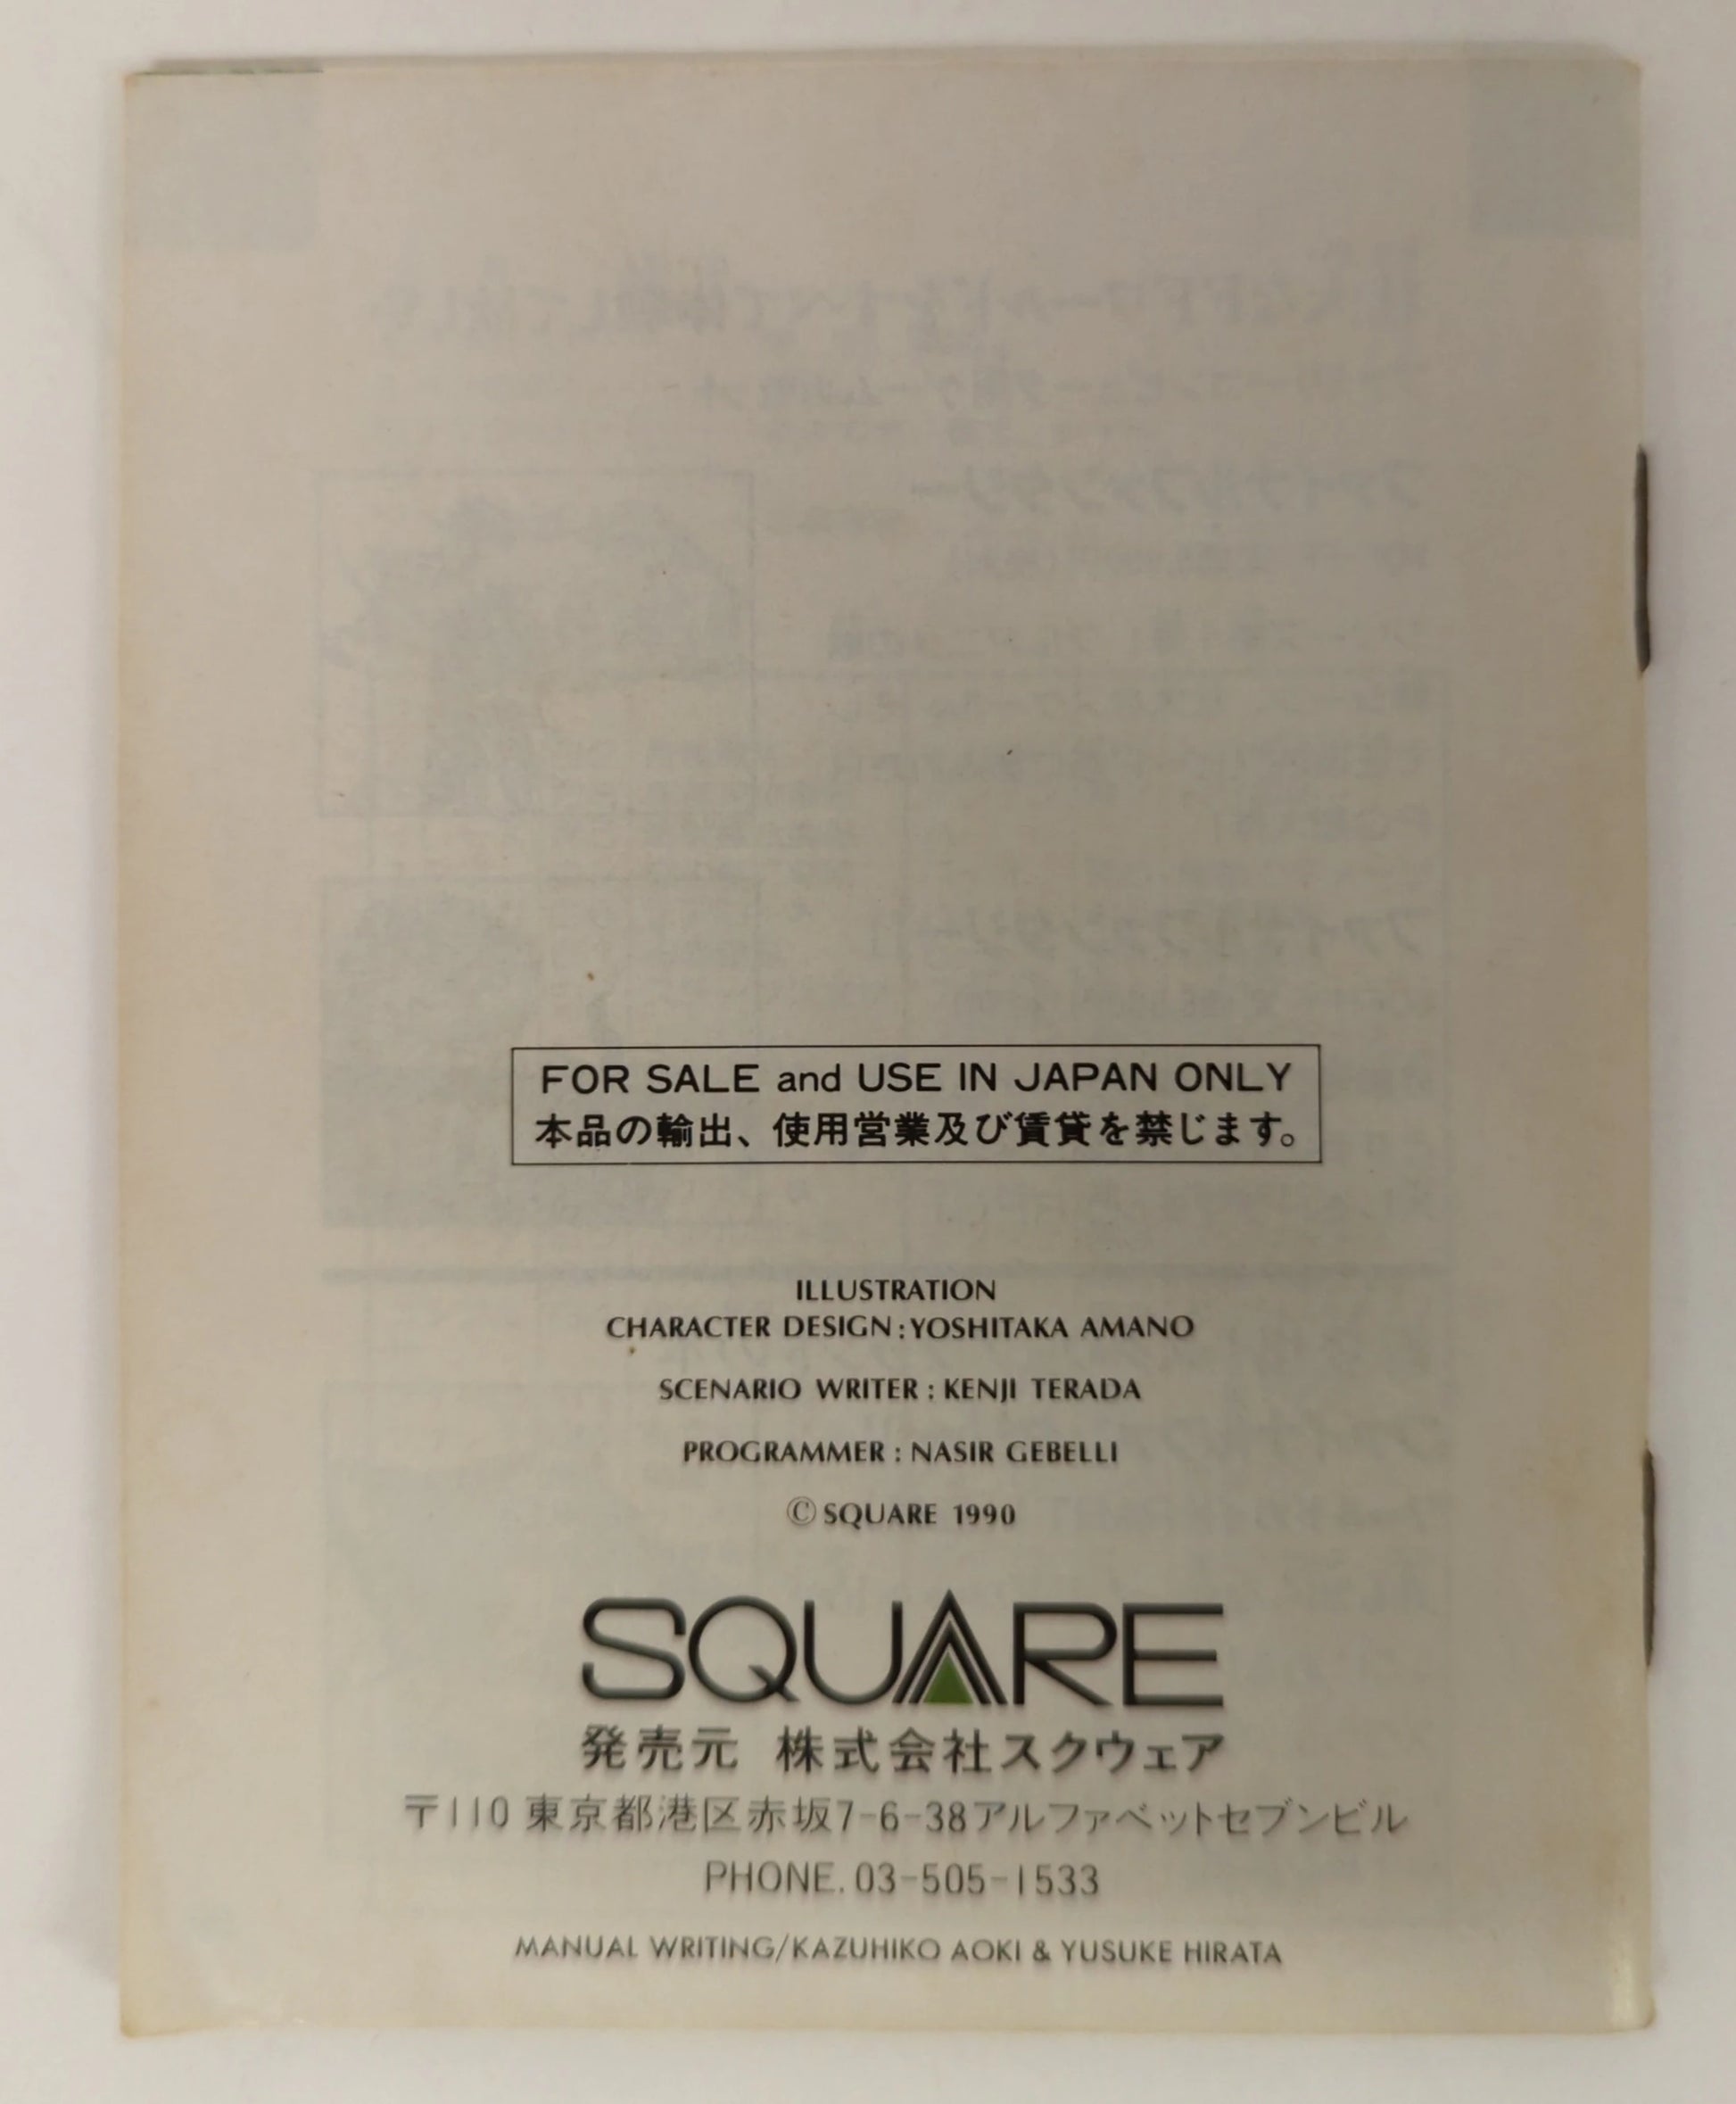 FOR SALE and USE IN JAPAN ONLY
本品の輸出、使用営業及び賃貸を禁じます。
ILLUSTRATION
CHARACTER DESIGN:YOSHITAKA AMANO
SCENARIO WRITER : KENJI TERADA
PROGRAMMER : NASIR GEBELLI
©SQUARE 1990
SQUARE
発売元 株式会社スクウェア
〒110 東京都港区赤坂7-6-38アルファベットセブンビル
PHONE. 03-505-1533
MANUAL WRITING/KAZUHIKO AOKI & YUSUKE HIRATA